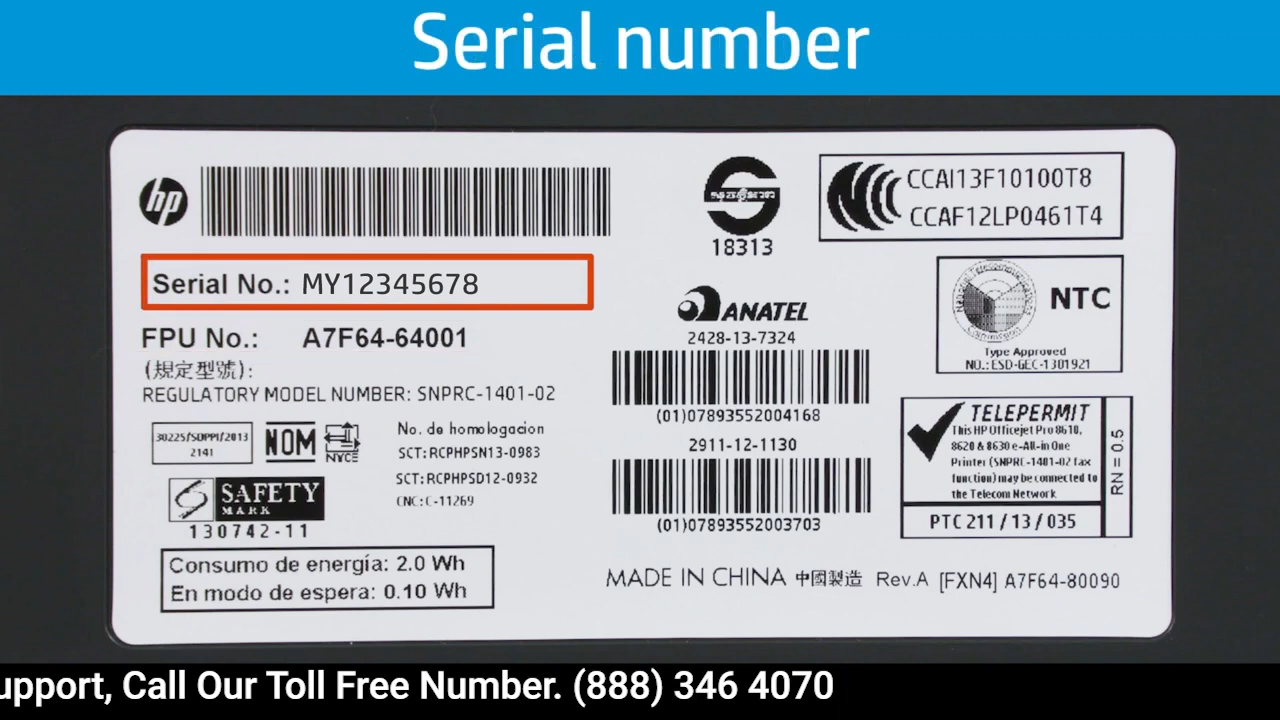 Serial number
hp
Serial No.: MY12345678
FPU No.: A7F64-64001
(規定型號):
REGULATORY MODEL NUMBER: SNPRC-1401-02
30225/SDPPI/2013
2141
NOM
NYCE
No. de homologacion
SCT: RCPHPSN13-0983
SCT: RCPHPSD12-0932
CNC: C-11269
SAFETY
MARK
130742-11
Consumo de energía: 2.0 Wh
En modo de espera: 0.10 Wh
18313
ANATEL
2428-13-7324
(01)07893552004168
2911-12-1130
(01)07893552003703
CCAI13F10100T8
CCAF12LP0461T4
NTC
Type Approved
NO.: ESD-GEC-1301921
TELEPERMIT
This HP Officejet Pro 8610,
8620 & 8630 e-All-in One
Printer (SNPRC-1401-02 fax
function) may be connected to
the Telecom Network
RN = 0.5
PTC 211 / 13 / 035
MADE IN CHINA 中國製造 Rev.A [FXN4] A7F64-80090
upport, Call Our Toll Free Number. (888) 346 4070